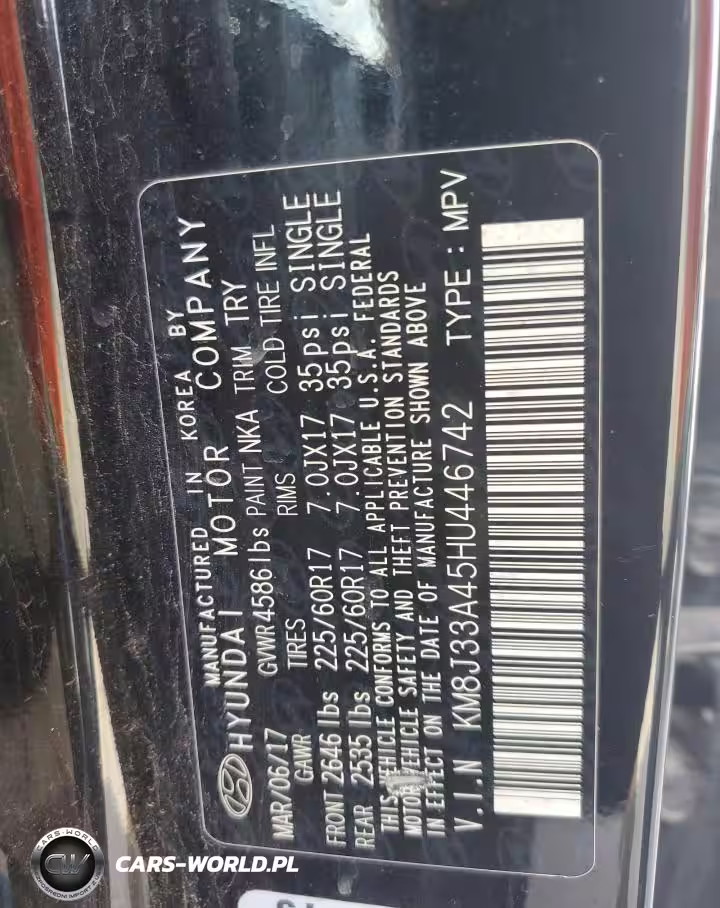 MANUFACTURED IN KOREA BY
HYUNDAI MOTOR COMPANY
MAR/06/17 GVWR 4586 lbs PAINT NKA TRIM TRY
GAWR TIRES RIMS COLD TIRE INFL
FRONT 2646 lbs 225/60R17 7.0JX17 35psi SINGLE
REAR 2535 lbs 225/60R17 7.0JX17 35psi SINGLE
THIS VEHICLE CONFORMS TO ALL APPLICABLE U.S.A. FEDERAL
MOTOR VEHICLE SAFETY AND THEFT PREVENTION STANDARDS
IN EFFECT ON THE DATE OF MANUFACTURE SHOWN ABOVE
V.I.N KM8J33A45HU446742 TYPE : MPV
CARS-WORLD
CW
CARS-WORLD.PL